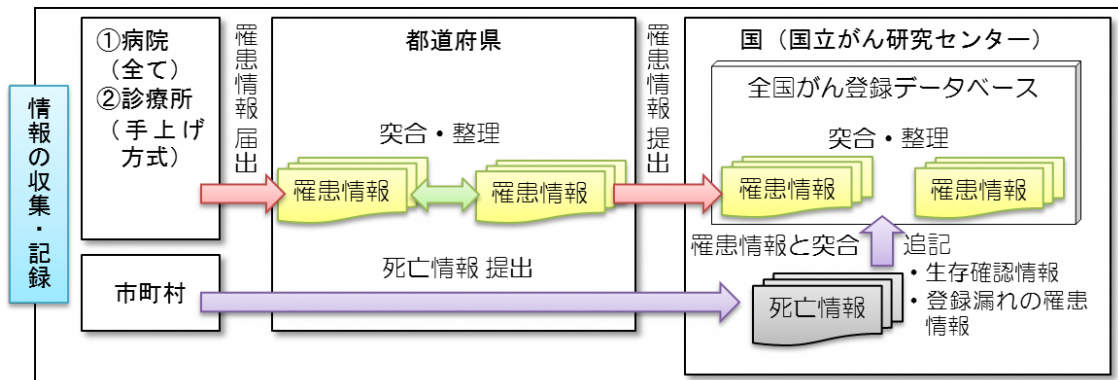 情報の収集・記録
①病院
(全て)
②診療所
(手上げ
方式)
罹患情報 届出
都道府県
突合・整理
罹患情報
罹患情報
罹患情報 提出
国（国立がん研究センター）
全国がん登録データベース
突合・整理
罹患情報
罹患情報
罹患情報と突合
追記
・生存確認情報
・登録漏れの罹患
情報
市町村
死亡情報 提出
死亡情報